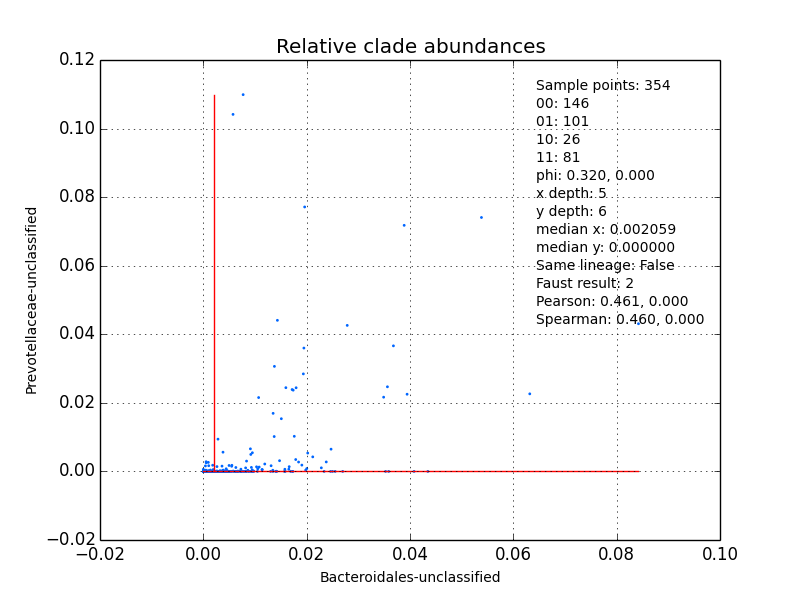 Relative clade abundances
0.12
0.10
0.08
0.06
0.04
0.02
0.00
−0.02
Prevotellaceae-unclassified
Sample points: 354
00: 146
01: 101
10: 26
11: 81
phi: 0.320, 0.000
x depth: 5
y depth: 6
median x: 0.002059
median y: 0.000000
Same lineage: False
Faust result: 2
Pearson: 0.461, 0.000
Spearman: 0.460, 0.000
−0.02 0.00 0.02 0.04 0.06 0.08 0.10
Bacteroidales-unclassified